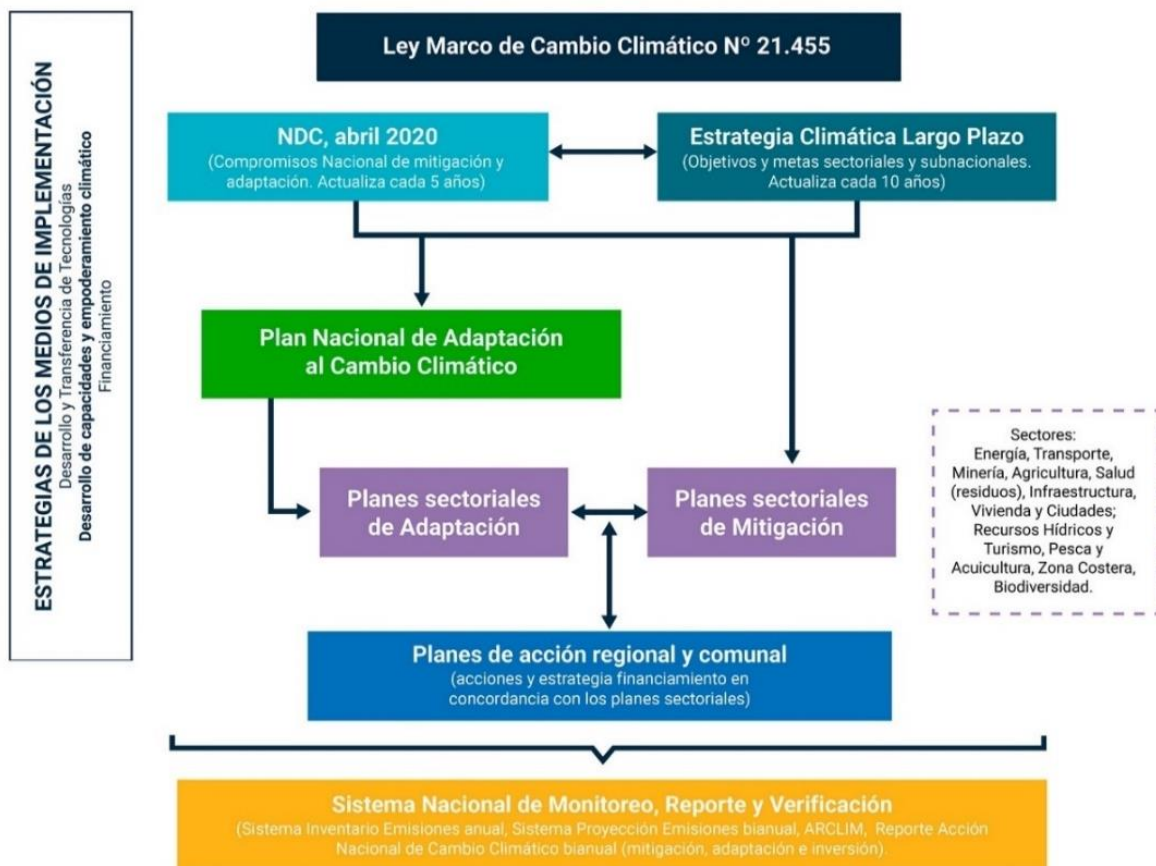 Ley Marco de Cambio Climático Nº 21.455
ESTRATEGIAS DE LOS MEDIOS DE IMPLEMENTACIÓN
Desarrollo y Transferencia de Tecnologías
Desarrollo de capacidades y empoderamiento climático
Financiamiento
NDC, abril 2020
(Compromisos Nacional de mitigación y
adaptación. Actualiza cada 5 años)
Estrategia Climática Largo Plazo
(Objetivos y metas sectoriales y subnacionales.
Actualiza cada 10 años)
Plan Nacional de Adaptación
al Cambio Climático
Planes sectoriales
de Adaptación
Planes sectoriales
de Mitigación
Sectores:
Energía, Transporte,
Minería, Agricultura, Salud
(residuos), Infraestructura,
Vivienda y Ciudades;
Recursos Hídricos y
Turismo, Pesca y
Acuicultura, Zona Costera,
Biodiversidad.
Planes de acción regional y comunal
(acciones y estrategia financiamiento en
concordancia con los planes sectoriales)
Sistema Nacional de Monitoreo, Reporte y Verificación
(Sistema Inventario Emisiones anual, Sistema Proyección Emisiones bianual, ARCLIM, Reporte Acción
Nacional de Cambio Climático bianual (mitigación, adaptación e inversión).